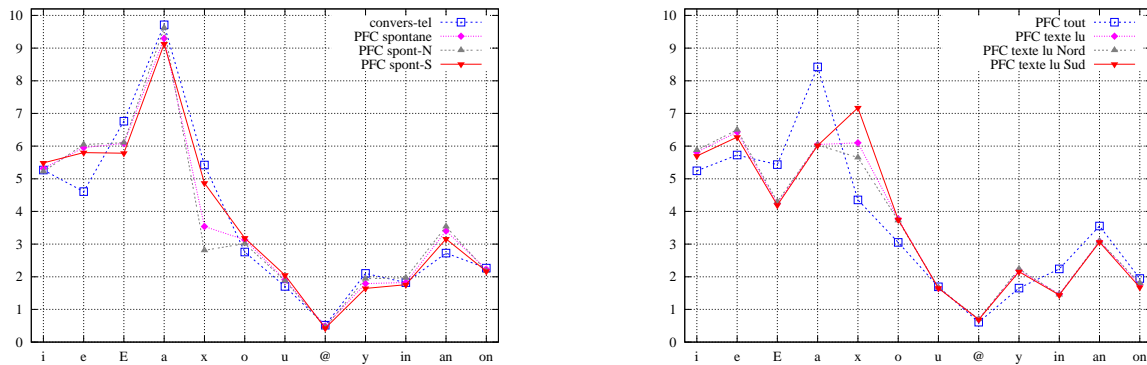 convers-tel
PFC spontane
PFC spont-N
PFC spont-S
10
9
8
7
6
5
4
3
2
1
0
i e E a x o u @ y in an on
PFC tout
PFC texte lu
PFC texte lu Nord
PFC texte lu Sud
10
9
8
7
6
5
4
3
2
1
0
i e E a x o u @ y in an on